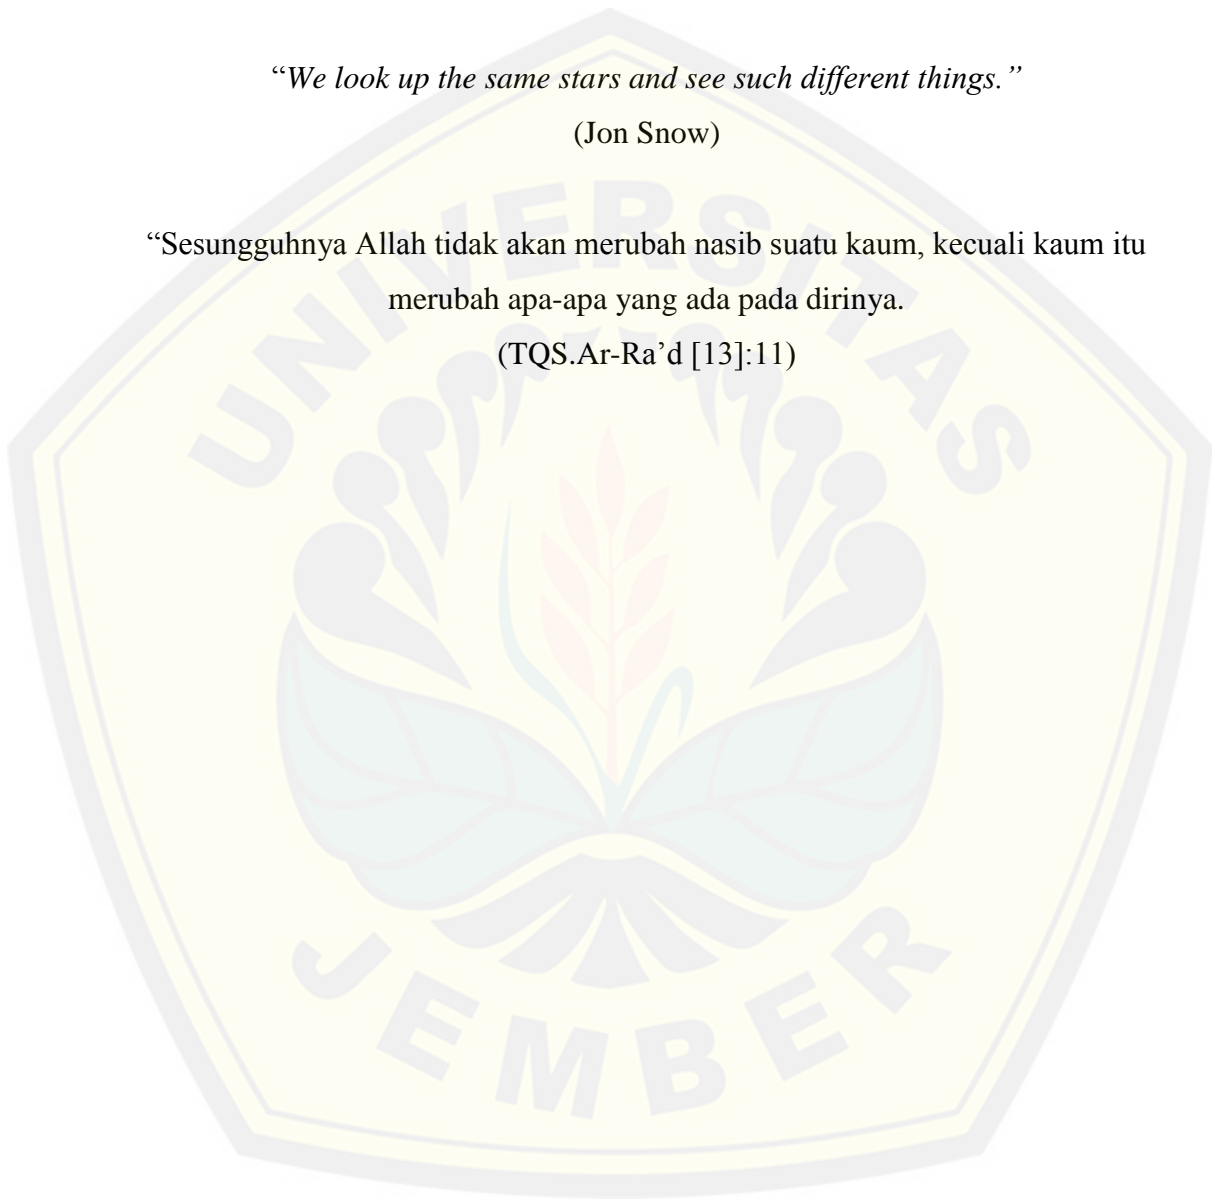 “We look up the same stars and see such different things.”
(Jon Snow)
“Sesungguhnya Allah tidak akan merubah nasib suatu kaum, kecuali kaum itu
merubah apa-apa yang ada pada dirinya.
(TQS.Ar-Ra’d [13]:11)
UNIVERSITAS
JEMBER